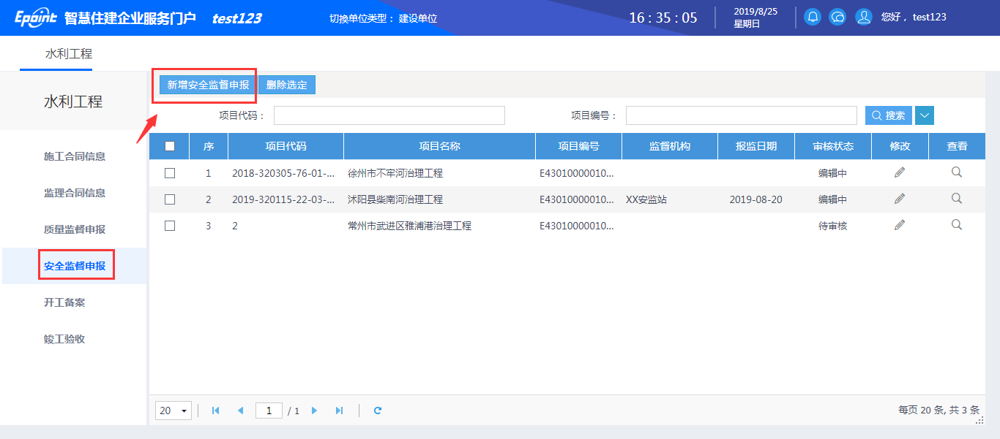 Epoint 智慧住建企业服务门户 test123 切换单位类型： 建设单位 16 : 35 : 05 2019/8/25 星期日 您好， test123
水利工程
水利工程
施工合同信息
监理合同信息
质量监督申报
安全监督申报
开工备案
竣工验收
新增安全监督申报 删除选定
项目代码： 项目编号： 搜索
序 项目代码 项目名称 项目编号 监督机构 报监日期 审核状态 修改 查看
1 2018-320305-76-01-... 徐州市不牢河治理工程 E43010000010... 编辑中
2 2019-320115-22-03-... 沭阳县柴南河治理工程 E43010000010... XX安监站 2019-08-20 编辑中
3 2 常州市武进区雅浦港治理工程 E43010000010... 待审核
20 1 / 1 每页 20 条, 共 3 条